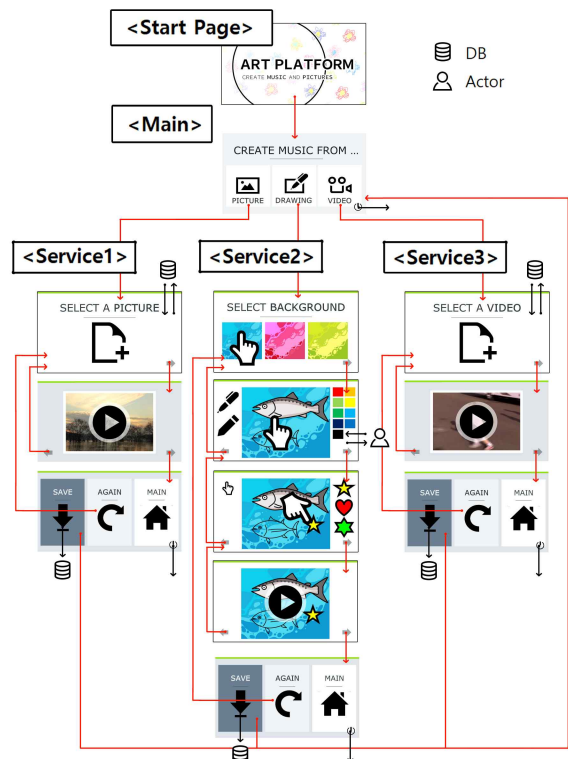 <Start Page>
ART PLATFORM
CREATE MUSIC AND PICTURES
DB
Actor
<Main>
CREATE MUSIC FROM ...
PICTURE
DRAWING
VIDEO
<Service1>
<Service2>
<Service3>
SELECT A PICTURE
SELECT BACKGROUND
SELECT A VIDEO
SAVE
AGAIN
MAIN
SAVE
AGAIN
MAIN
SAVE
AGAIN
MAIN